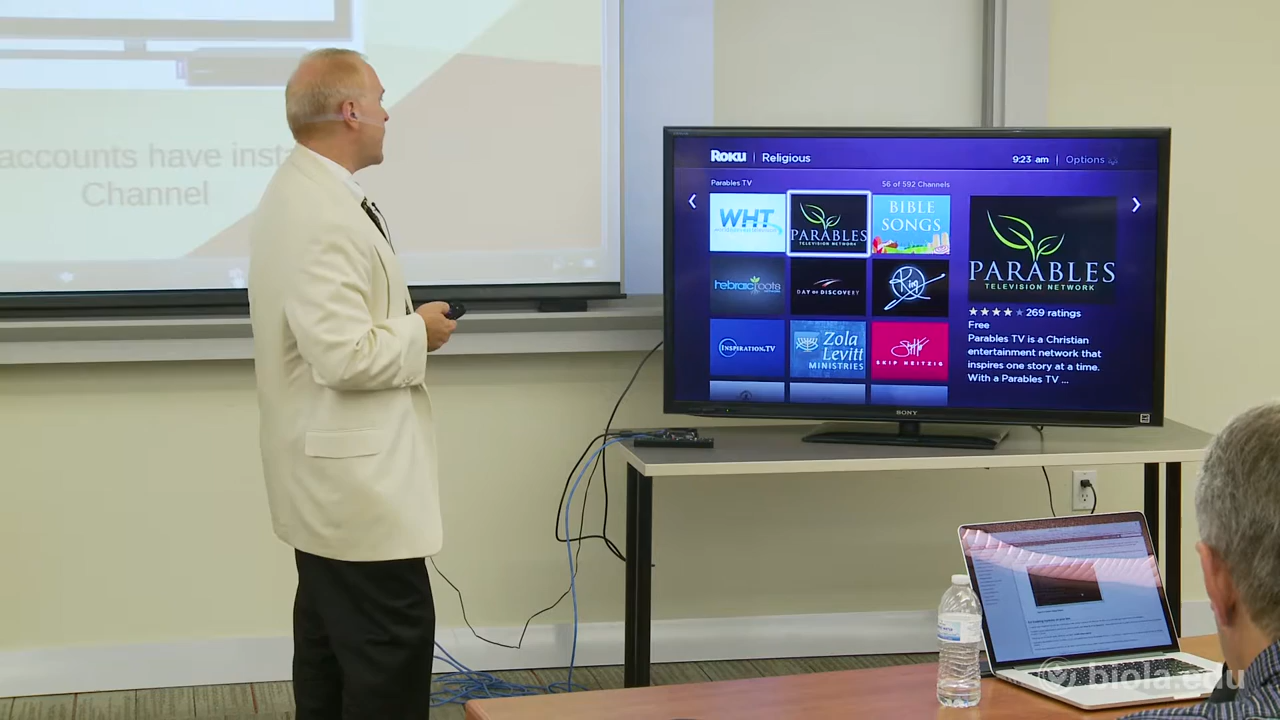 accounts have inst
Channel
Roku | Religious
9:23 am | Options
Parables TV
56 of 592 Channels
WHT
PARABLES
TELEVISION NETWORK
BIBLE
SONGS
hebraicroots
DAY OF DISCOVERY
King
INSPIRATION.TV
Zola
Levitt
MINISTRIES
SKIP HEITZIG
PARABLES
TELEVISION NETWORK
269 ratings
Free
Parables TV is a Christian
entertainment network that
inspires one story at a time.
With a Parables TV ...
SONY
biola.edu